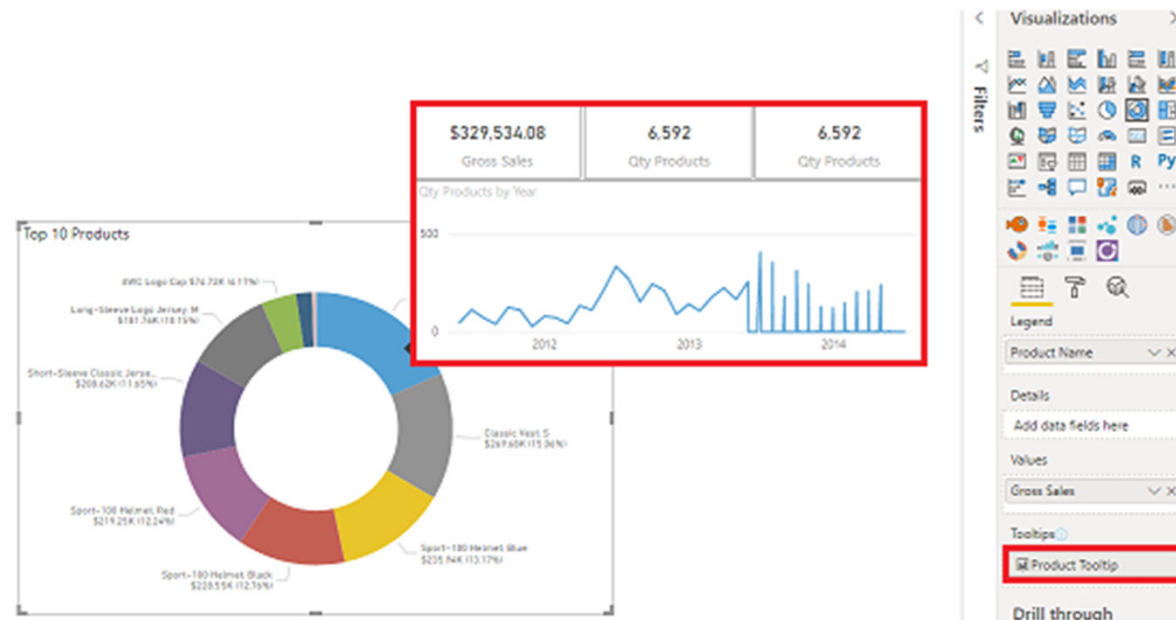 Visualizations
Filters
$329,534.08
Gross Sales
6,592
Qty Products
6,592
Qty Products
Qty Products by Year
500
0
2012
2013
2014
Top 10 Products
AWC Logo Cap $74.72K (4.17%)
Long-Sleeve Logo Jersey, M
$181.74K (10.15%)
Short-Sleeve Classic Jerse...
$208.62K (11.65%)
Sport-100 Helmet, Red
$219.25K (12.24%)
Sport-100 Helmet, Black
$228.55K (12.76%)
Sport-100 Helmet, Blue
$235.94K (13.17%)
Classic Vest, S
$269.68K (15.06%)
R
Py
Legend
Product Name
Details
Add data fields here
Values
Gross Sales
Tooltips
Product Tooltip
Drill through